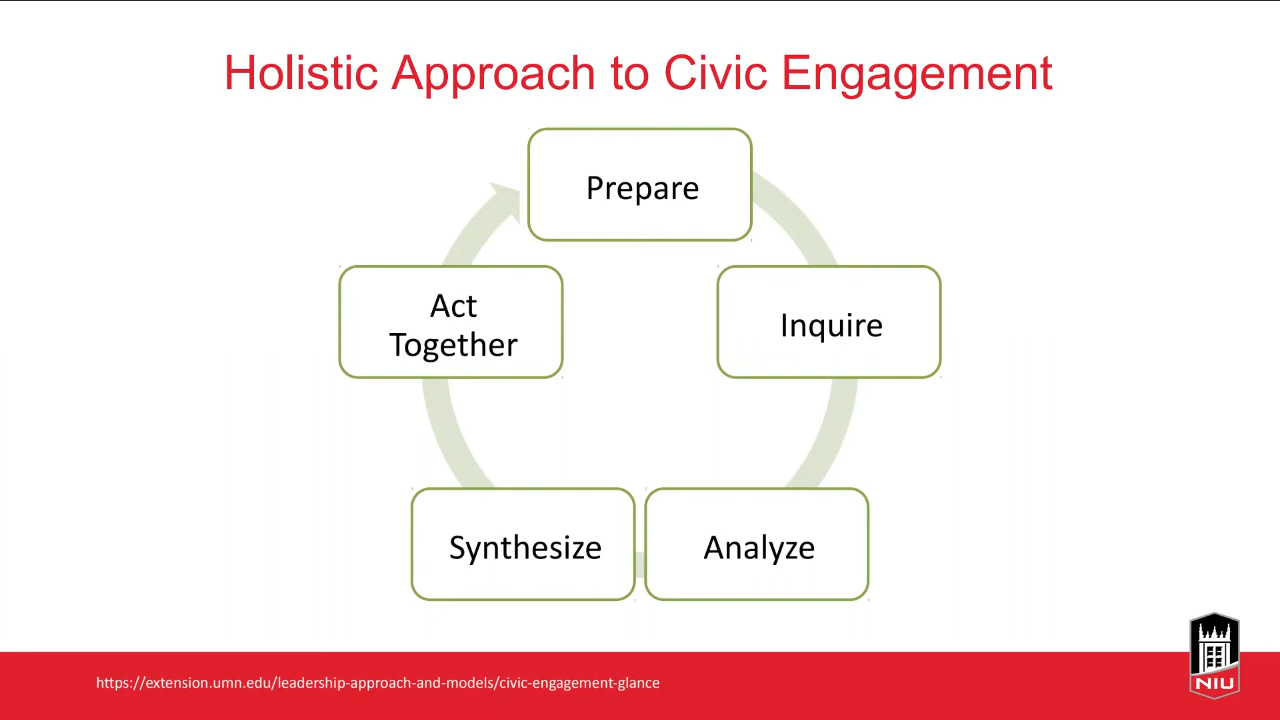 Holistic Approach to Civic Engagement
Prepare
Inquire
Analyze
Synthesize
Act
Together
https://extension.umn.edu/leadership-approach-and-models/civic-engagement-glance
NIU